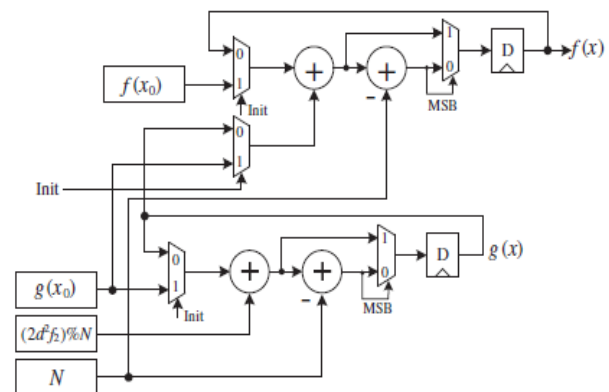 0
1
D
f(x)
f(x₀)
1
0
+
+
-
MSB
Init
0
1
Init
0
1
D
g(x)
g(x₀)
1
0
+
+
-
MSB
Init
(2d²f₂)%N
N